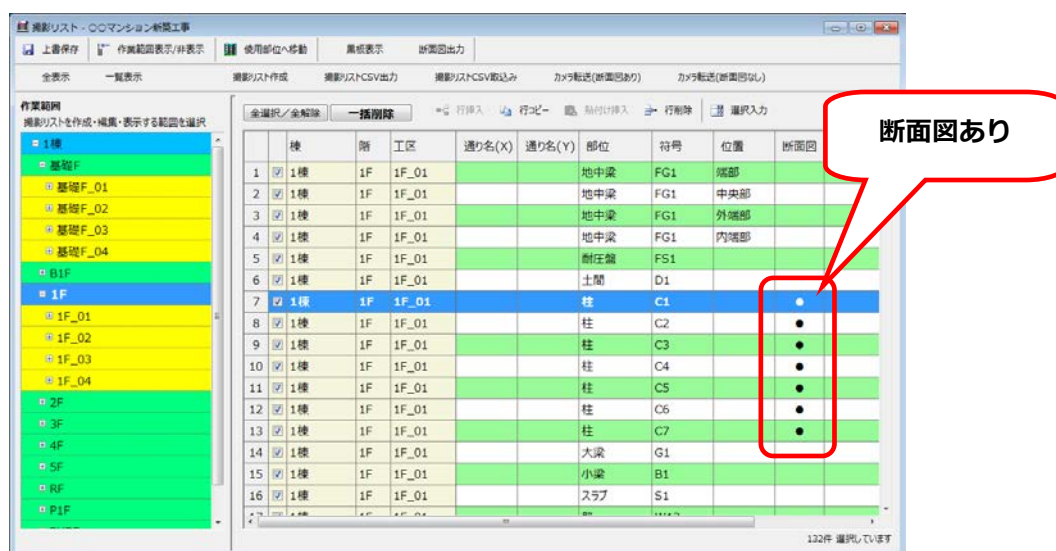 撮影リスト - ○○マンション新築工事
上書保存 作業範囲表示/非表示 使用部位へ移動 黒板表示 断面図出力
全表示 一覧表示 撮影リスト作成 撮影リストCSV出力 撮影リストCSV取込み カメラ転送(断面図あり) カメラ転送(断面図なし)
作業範囲
撮影リストを作成・編集・表示する範囲を選択
1棟
基礎F
基礎F_01
基礎F_02
基礎F_03
基礎F_04
B1F
1F
1F_01
1F_02
1F_03
1F_04
2F
3F
4F
5F
RF
P1F
全選択/全解除 一括削除 行挿入 行コピー 貼付け挿入 行削除 選択入力
棟 階 工区 通り名(X) 通り名(Y) 部位 符号 位置 断面図
1 1棟 1F 1F_01 地中梁 FG1 端部
2 1棟 1F 1F_01 地中梁 FG1 中央部
3 1棟 1F 1F_01 地中梁 FG1 外端部
4 1棟 1F 1F_01 地中梁 FG1 内端部
5 1棟 1F 1F_01 耐圧盤 FS1
6 1棟 1F 1F_01 土間 D1
7 1棟 1F 1F_01 柱 C1 ●
8 1棟 1F 1F_01 柱 C2 ●
9 1棟 1F 1F_01 柱 C3 ●
10 1棟 1F 1F_01 柱 C4 ●
11 1棟 1F 1F_01 柱 C5 ●
12 1棟 1F 1F_01 柱 C6 ●
13 1棟 1F 1F_01 柱 C7 ●
14 1棟 1F 1F_01 大梁 G1
15 1棟 1F 1F_01 小梁 B1
16 1棟 1F 1F_01 スラブ S1
132件 選択しています
断面図あり